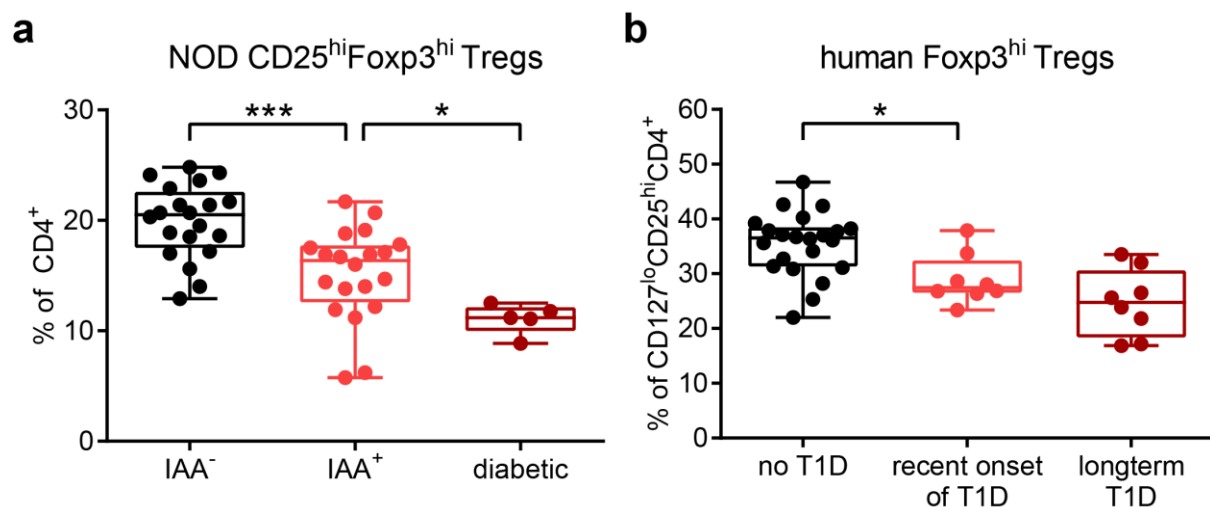 a
NOD CD25hiFoxp3hi Tregs
% of CD4+
30
20
10
0
***
*
IAA-
IAA+
diabetic
b
human Foxp3hi Tregs
% of CD127loCD25hiCD4+
60
50
40
30
20
10
0
*
no T1D
recent onset
of T1D
longterm
T1D